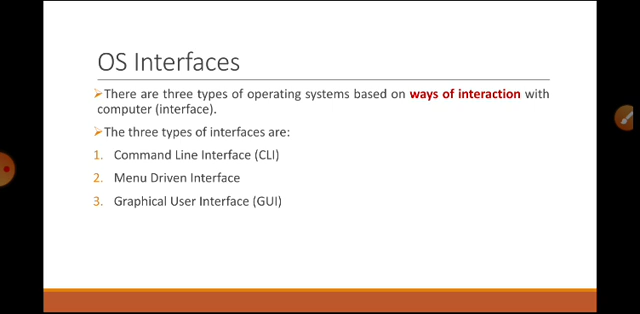 OS Interfaces
There are three types of operating systems based on ways of interaction with
computer (interface).
The three types of interfaces are:
1. Command Line Interface (CLI)
2. Menu Driven Interface
3. Graphical User Interface (GUI)